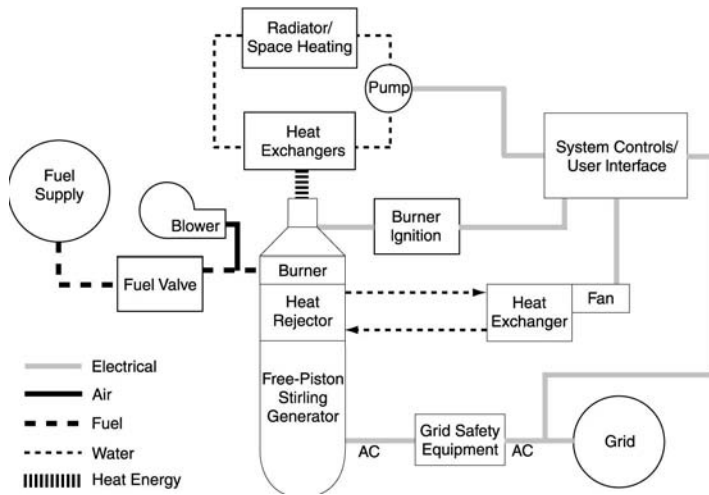 Radiator/
Space Heating
Pump
Heat
Exchangers
System Controls/
User Interface
Fuel
Supply
Blower
Burner
Ignition
Fuel Valve
Burner
Heat
Rejector
Heat
Exchanger
Fan
Free-Piston
Stirling
Generator
Electrical
Air
Fuel
Water
Heat Energy
AC
Grid Safety
Equipment
AC
Grid